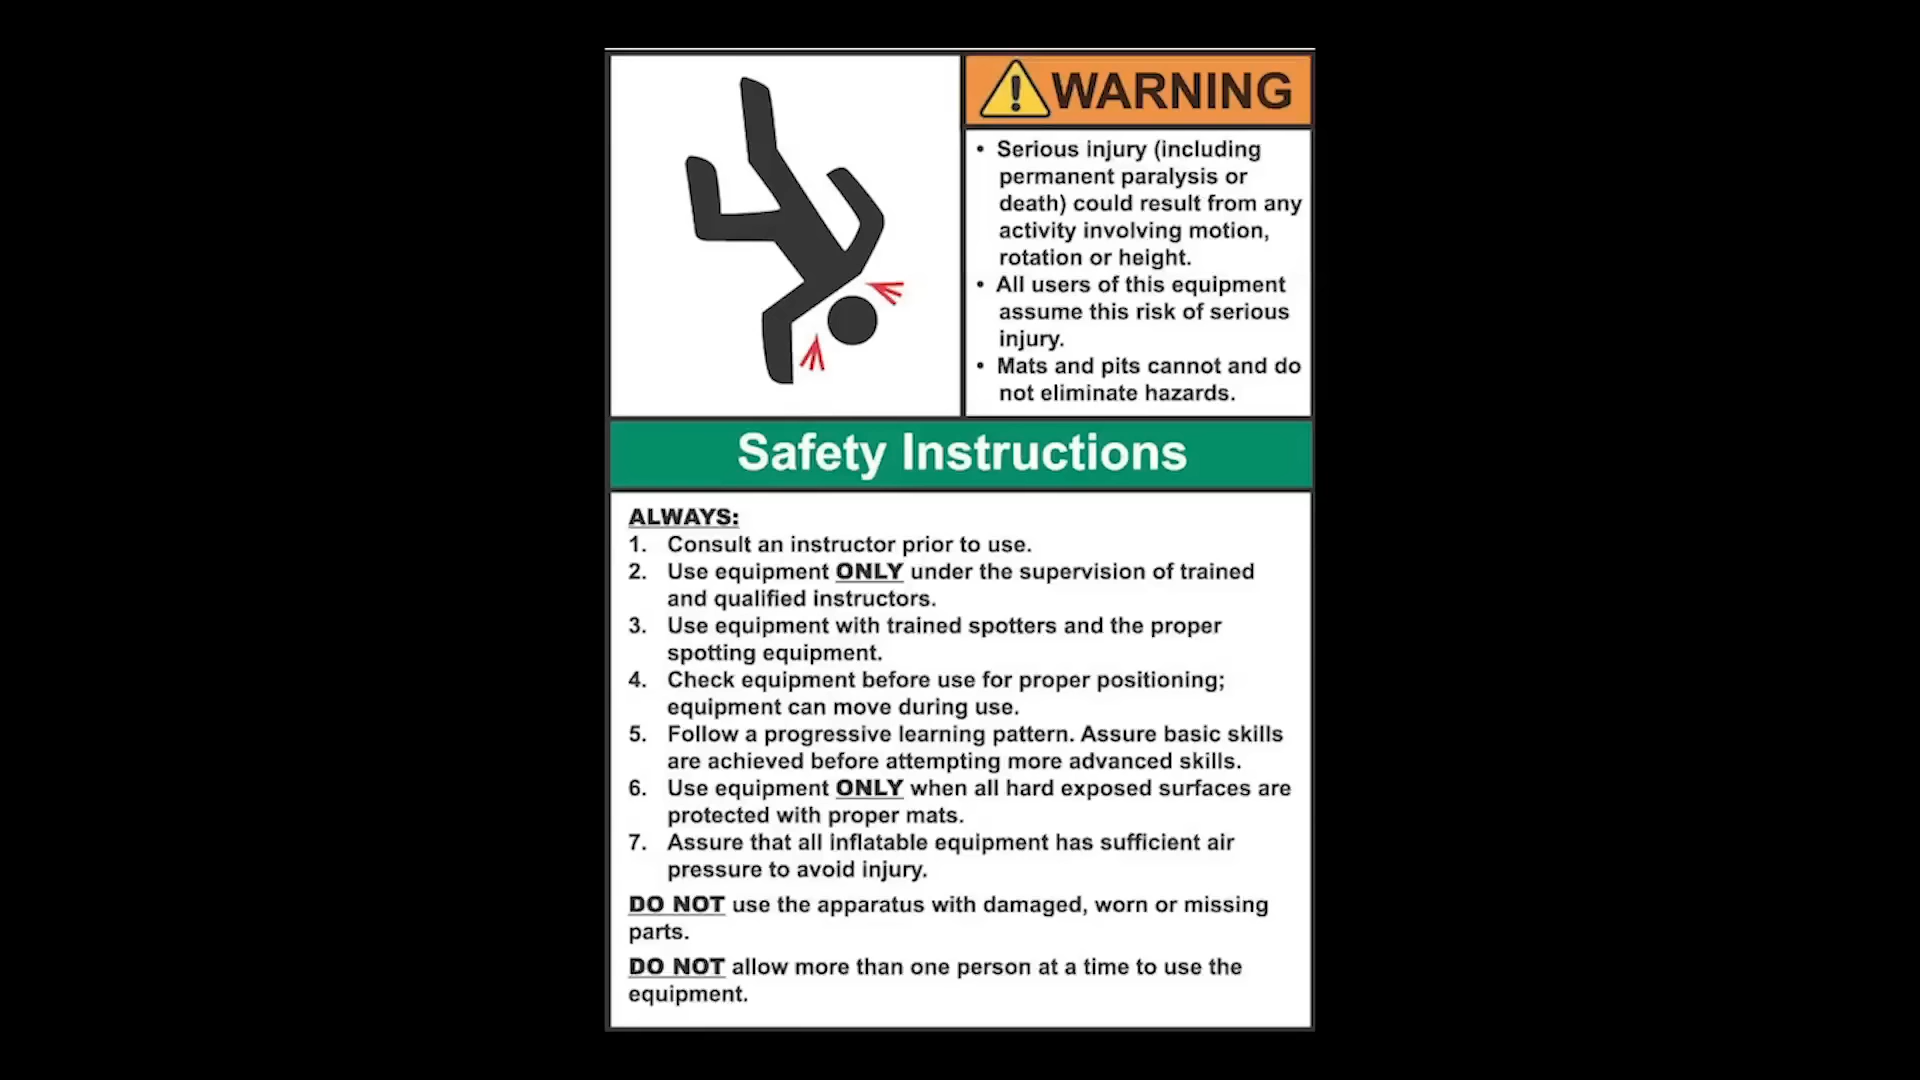 WARNING
• Serious injury (including
permanent paralysis or
death) could result from any
activity involving motion,
rotation or height.
• All users of this equipment
assume this risk of serious
injury.
• Mats and pits cannot and do
not eliminate hazards.
Safety Instructions
ALWAYS:
1. Consult an instructor prior to use.
2. Use equipment ONLY under the supervision of trained
and qualified instructors.
3. Use equipment with trained spotters and the proper
spotting equipment.
4. Check equipment before use for proper positioning;
equipment can move during use.
5. Follow a progressive learning pattern. Assure basic skills
are achieved before attempting more advanced skills.
6. Use equipment ONLY when all hard exposed surfaces are
protected with proper mats.
7. Assure that all inflatable equipment has sufficient air
pressure to avoid injury.
DO NOT use the apparatus with damaged, worn or missing
parts.
DO NOT allow more than one person at a time to use the
equipment.